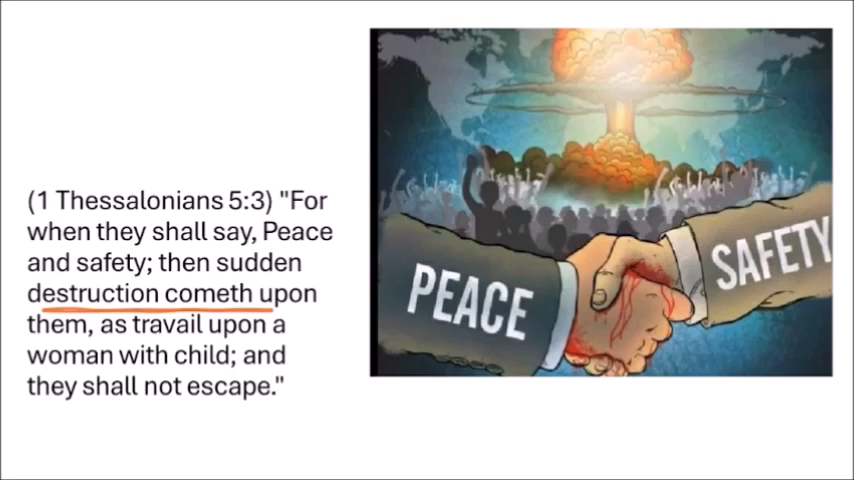 (1 Thessalonians 5:3) "For
when they shall say, Peace
and safety; then sudden
destruction cometh upon
them, as travail upon a
woman with child; and
they shall not escape."
PEACE
SAFETY